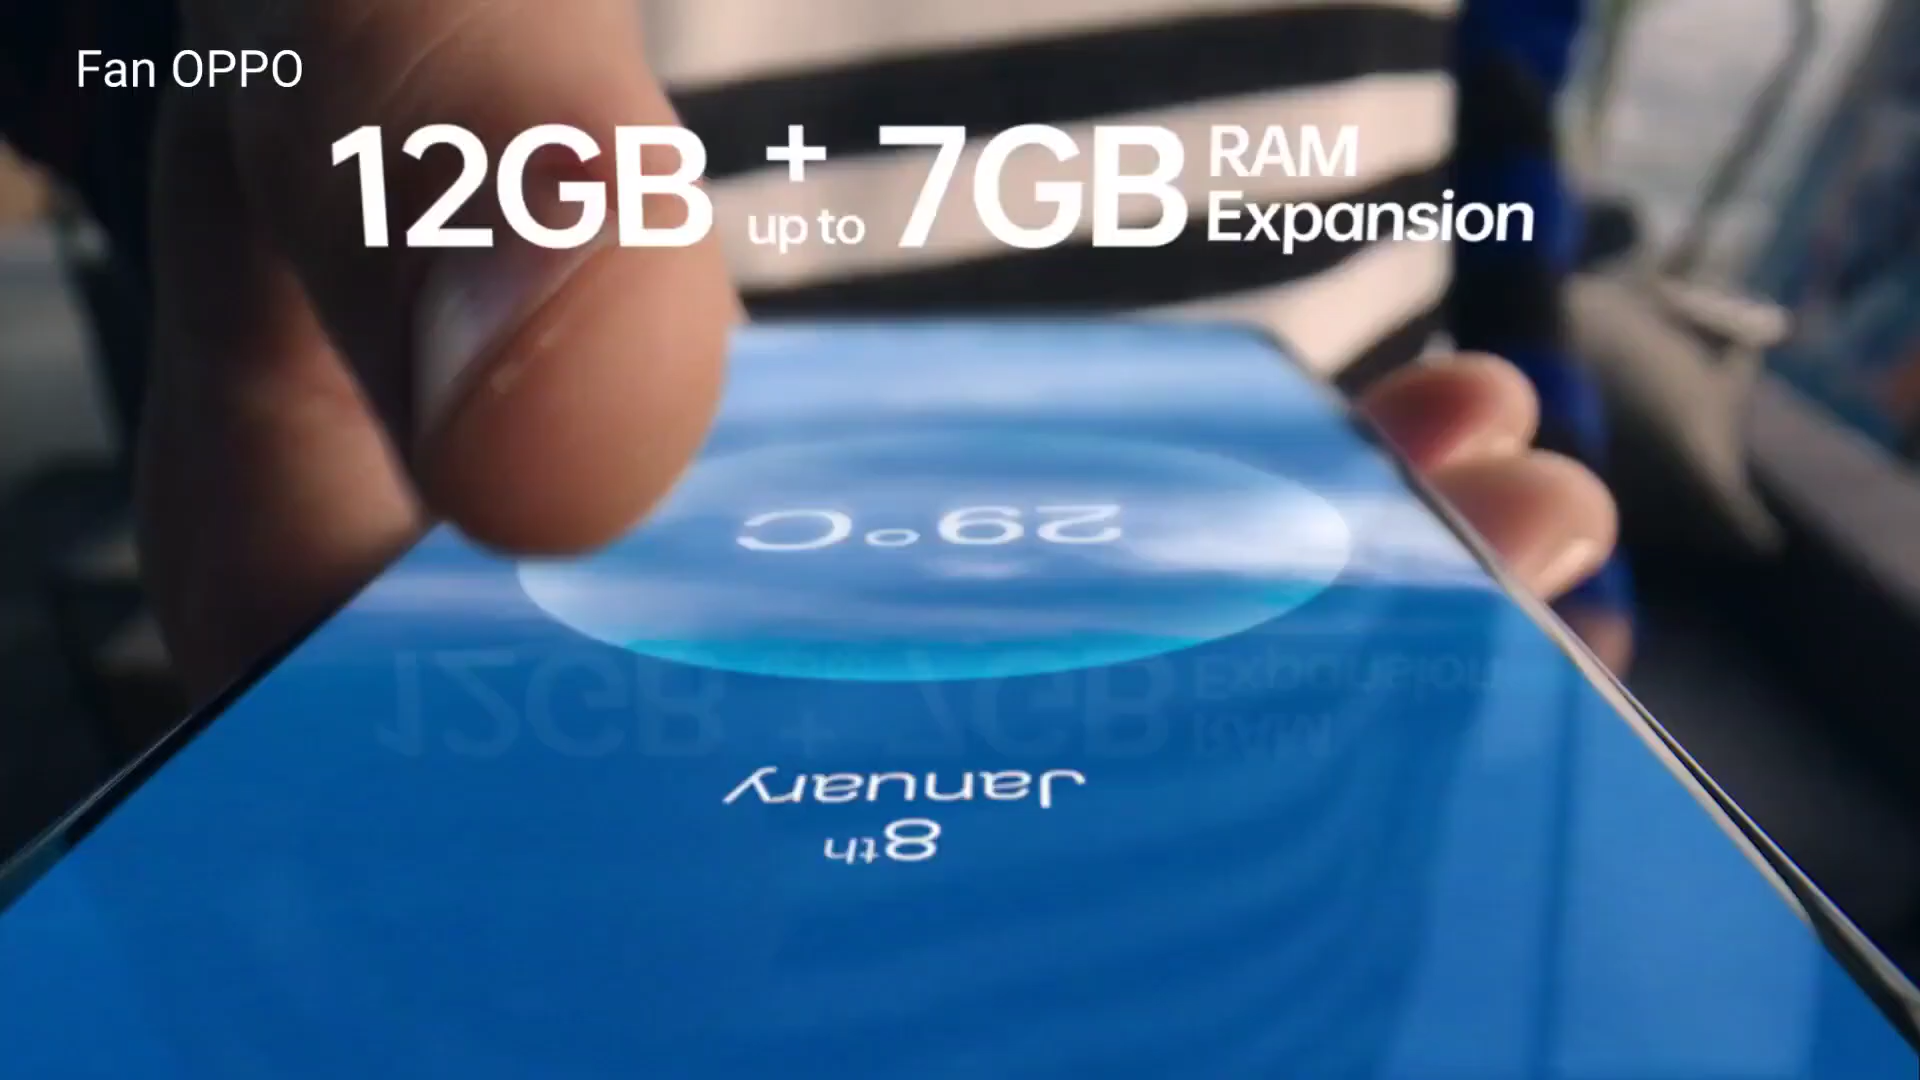 Fan OPPO
12GB + up to 7GB RAM Expansion
29°C
January
8th